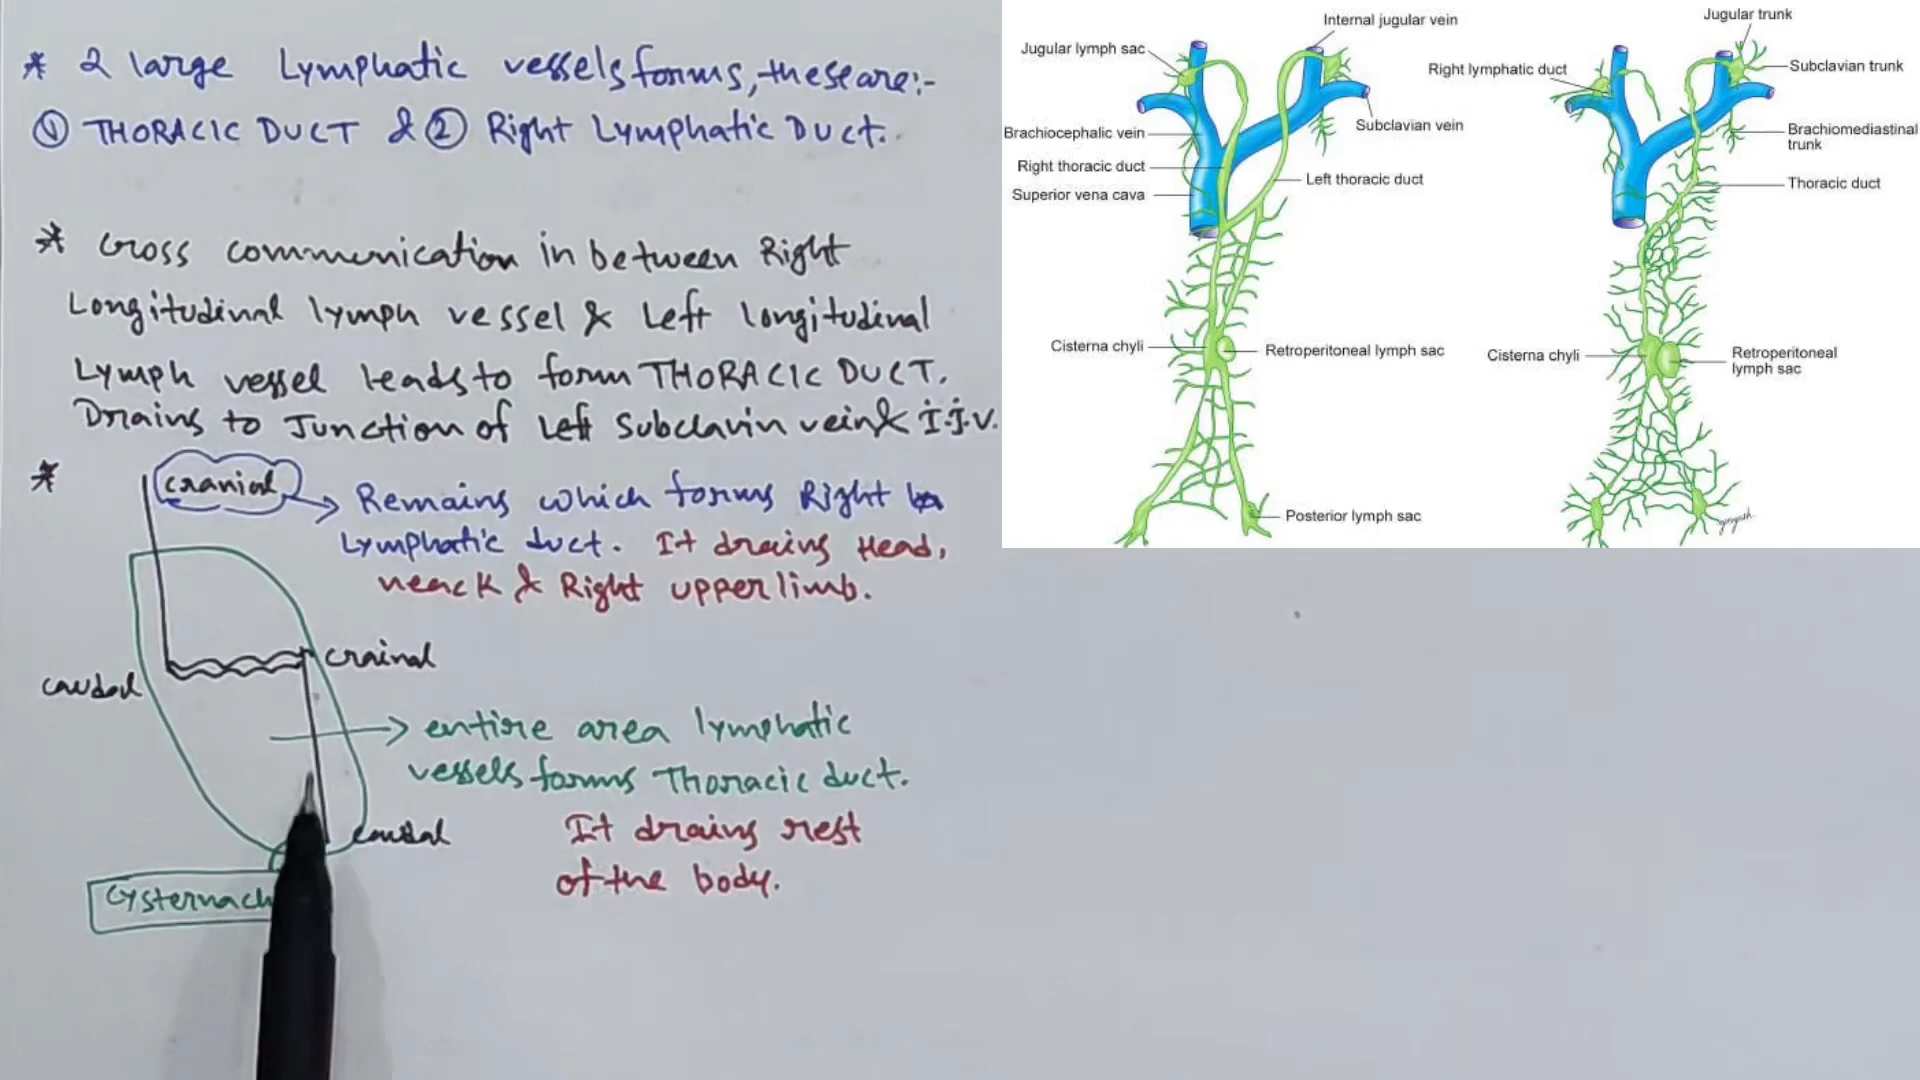 * 2 large Lymphatic vessels forms, these are:-
① THORACIC DUCT & ② Right Lymphatic Duct.
* cross communication in between Right
Longitudinal lymph vessel & Left longitudinal
Lymph vessel leads to form THORACIC DUCT.
Drains to Junction of Left Subclavin vein & I.J.V.
* cranial → Remains which forms Right
Lymphatic duct. It drains Head,
neack & Right upper limb.
crainal
caudal
→ entire area lymphatic
vessels forms Thoracic duct.
caudal
It drains rest
of the body.
cysternach
Internal jugular vein
Jugular lymph sac
Subclavian vein
Brachiocephalic vein
Right thoracic duct
Left thoracic duct
Superior vena cava
Cisterna chyli
Retroperitoneal lymph sac
Posterior lymph sac
Jugular trunk
Right lymphatic duct
Subclavian trunk
Brachiomediastinal
trunk
Thoracic duct
Cisterna chyli
Retroperitoneal
lymph sac